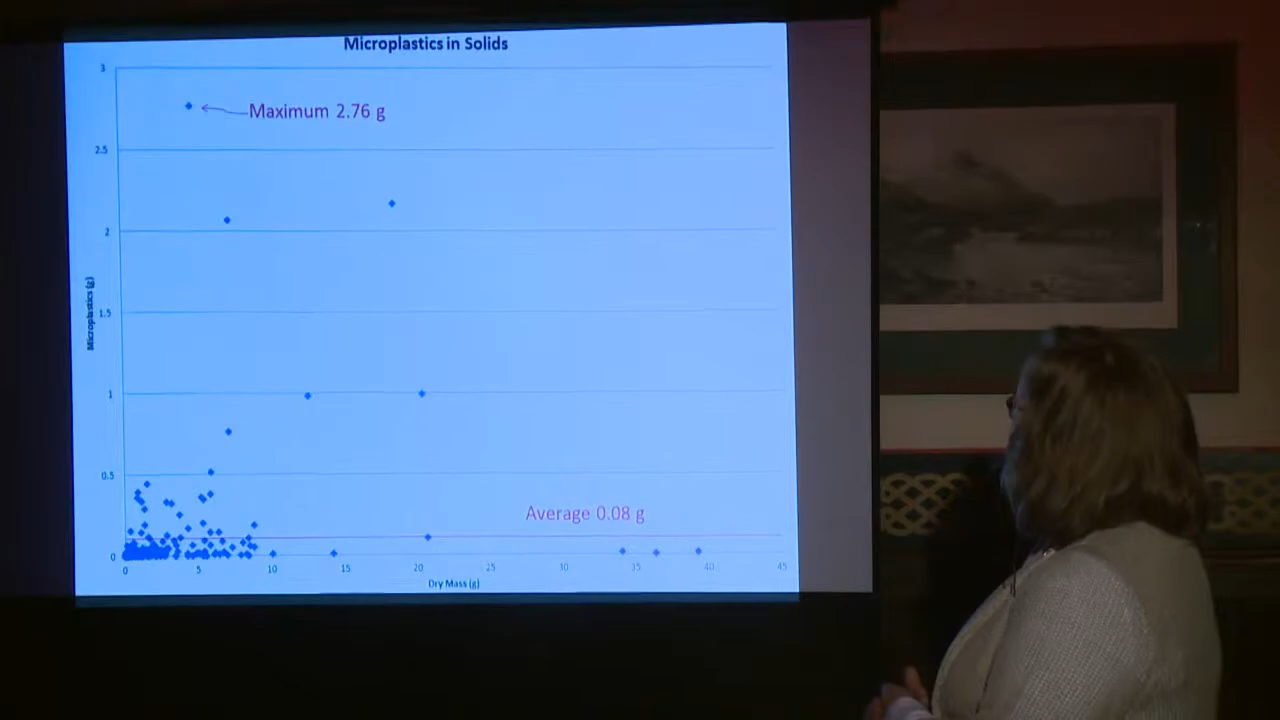 Microplastics in Solids
3
Maximum 2.76 g
2.5
2
Microplastics (g)
1.5
1
0.5
Average 0.08 g
0
0 5 10 15 20 25 30 35 40 45
Dry Mass (g)